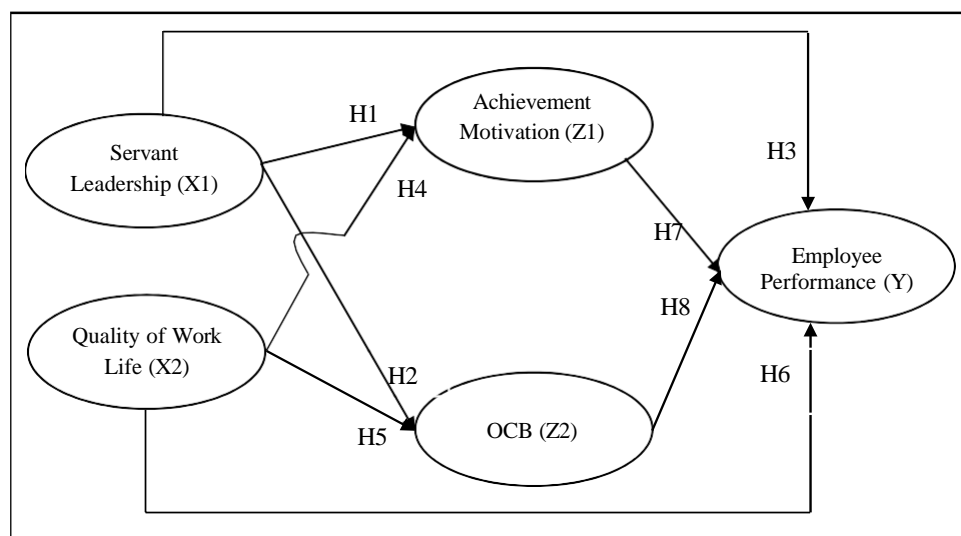 H1
Achievement
Motivation (Z1)
H3
Servant
Leadership (X1)
H4
H7
Employee
Performance (Y)
H8
Quality of Work
Life (X2)
H2
H6
H5
OCB (Z2)